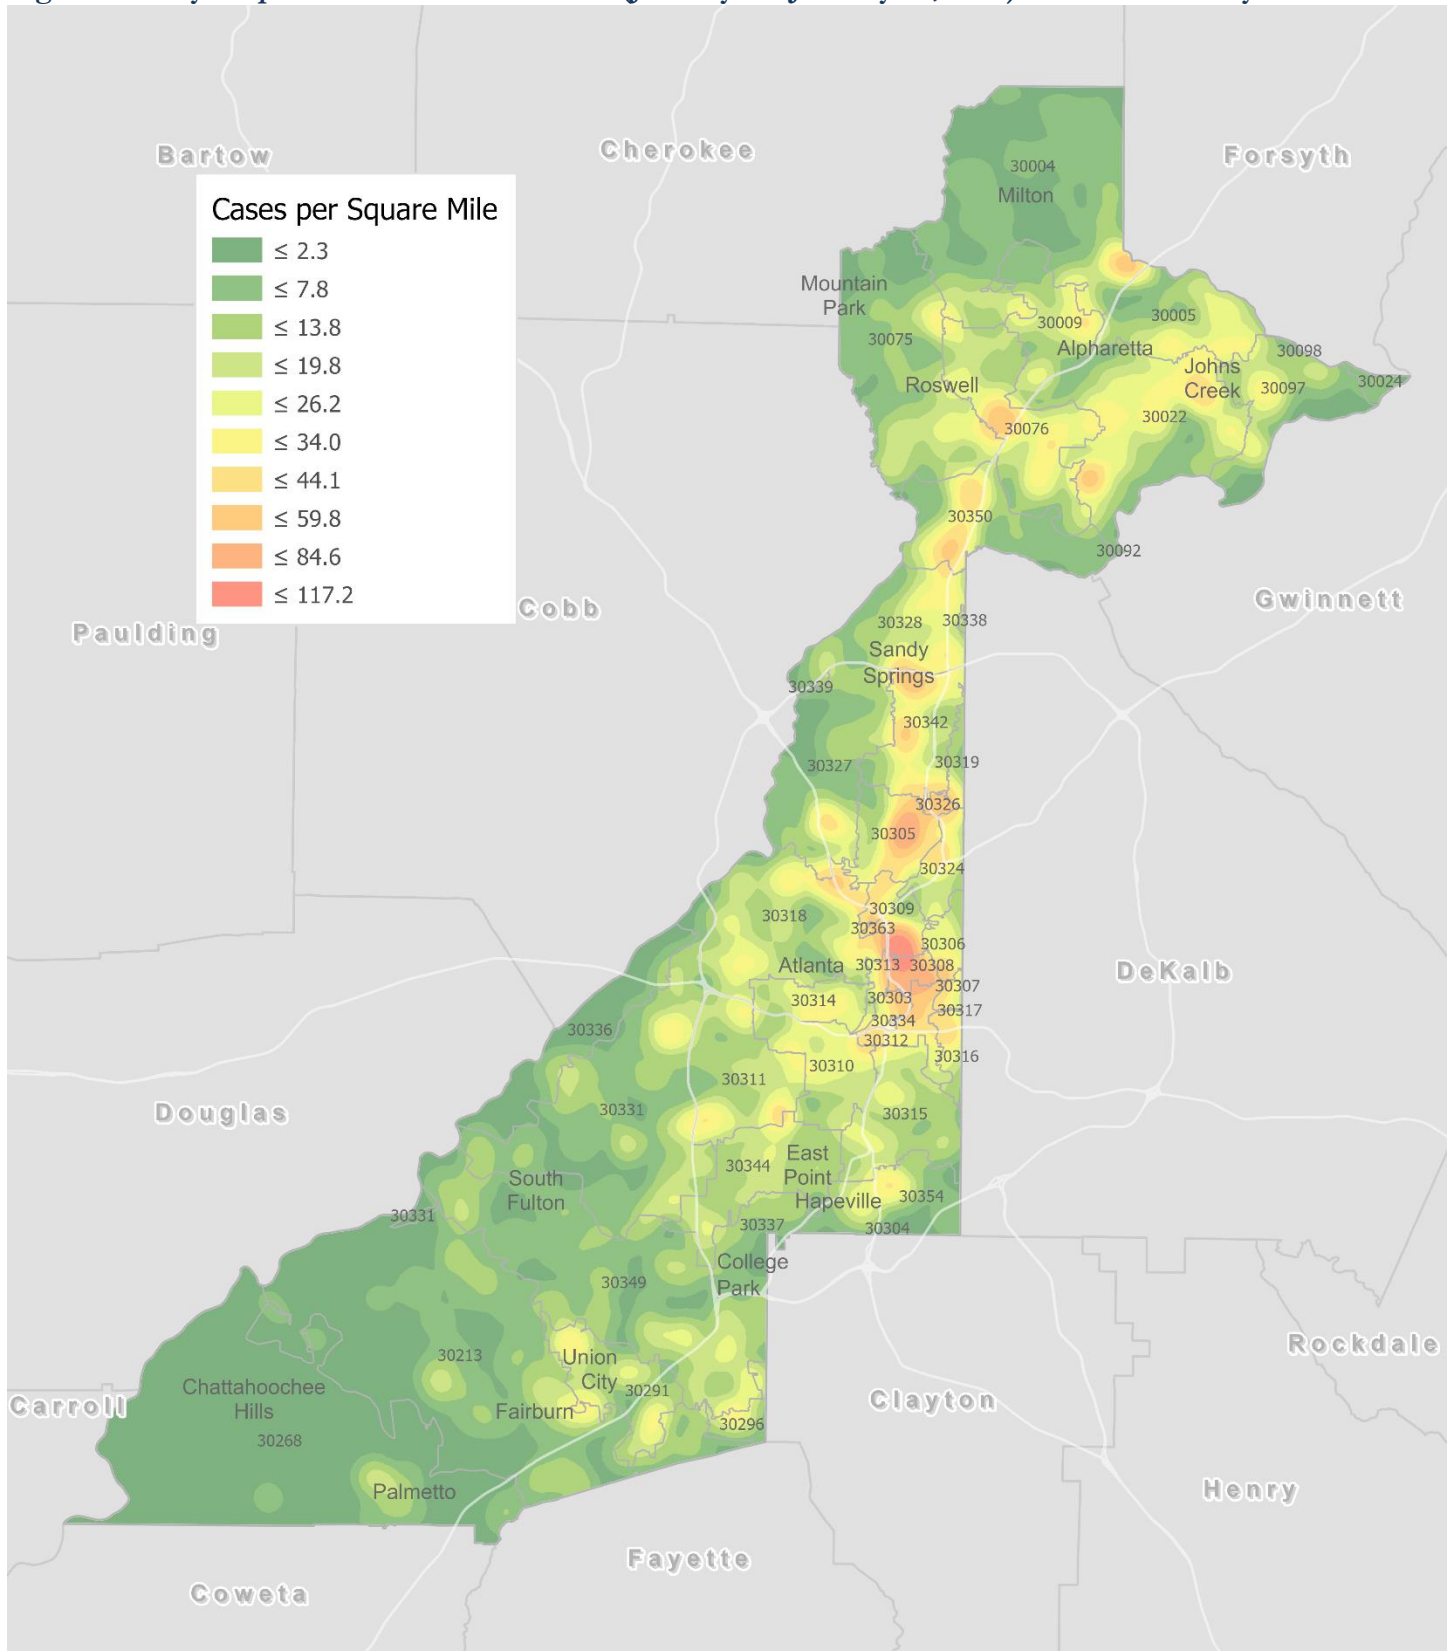 Bartow
Cherokee
Forsyth
30004
Milton
Cases per Square Mile
≤ 2.3
≤ 7.8
≤ 13.8
≤ 19.8
≤ 26.2
≤ 34.0
≤ 44.1
≤ 59.8
≤ 84.6
≤ 117.2
Mountain
Park
30075
30009
30005
Alpharetta
30098
Johns
Creek
30097
30024
Roswell
30022
30076
30350
30092
Cobb
Gwinnett
Paulding
30328
30338
Sandy
Springs
30339
30342
30327
30319
30326
30305
30324
30309
30318
30363
30306
Atlanta
30313
30308
DeKalb
30307
30314
30303
30317
30334
30336
30312
30316
30310
30311
Douglas
30331
30315
East
Point
30344
South
Fulton
Hapeville
30354
30331
30337
30304
College
Park
30349
Rockdale
30213
Union
City
Chattahoochee
Hills
30291
Carroll
Fairburn
Clayton
30296
30268
Palmetto
Henry
Fayette
Coweta